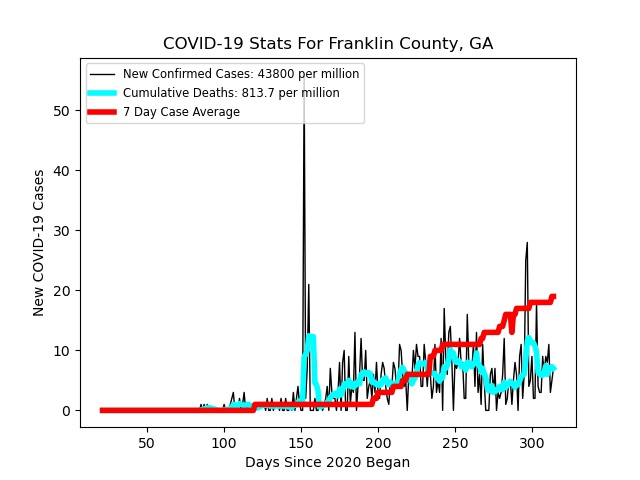 COVID-19 Stats For Franklin County, GA
New Confirmed Cases: 43800 per million
Cumulative Deaths: 813.7 per million
7 Day Case Average
New COVID-19 Cases
50
40
30
20
10
0
50 100 150 200 250 300
Days Since 2020 Began